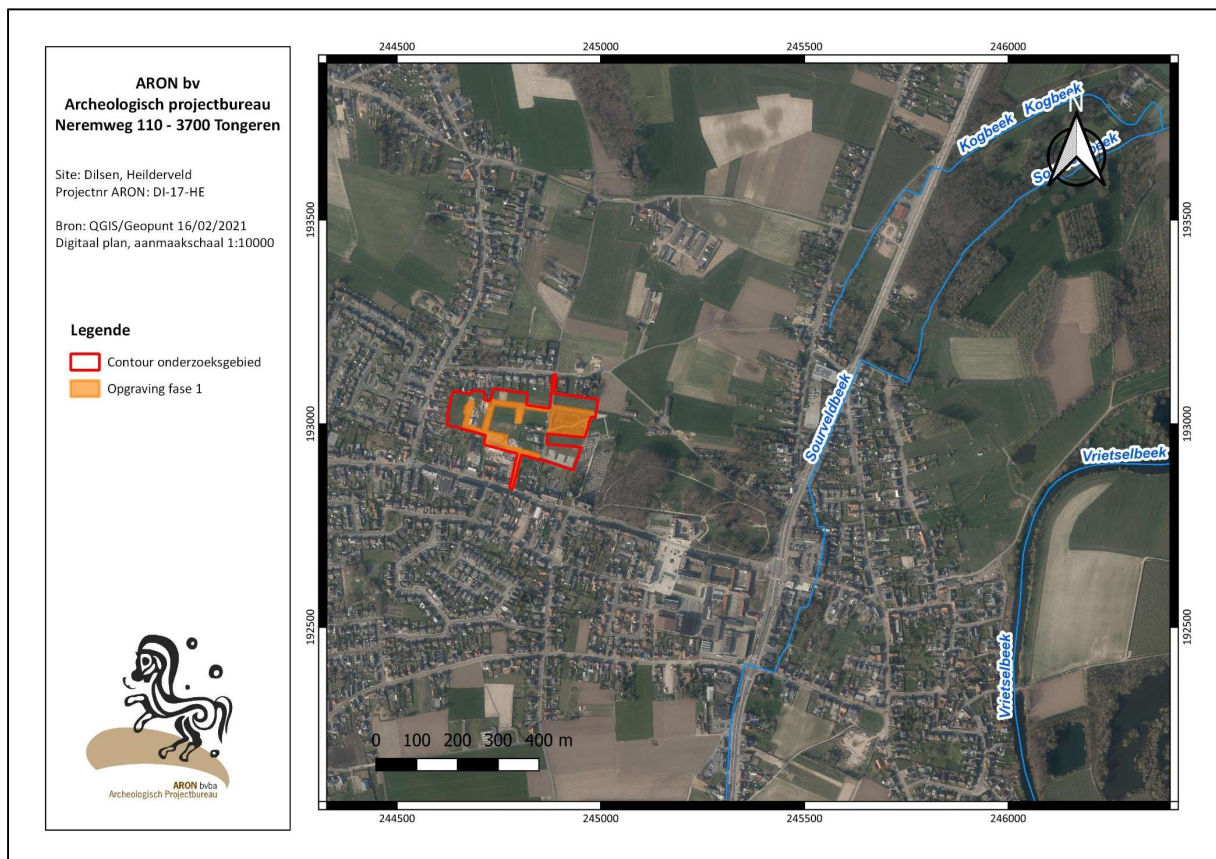 ARON bv
Archeologisch projectbureau
Neremweg 110 - 3700 Tongeren
Site: Dilsen, Heilderveld
Projectnr ARON: DI-17-HE
Bron: QGIS/Geopunt 16/02/2021
Digitaal plan, aanmaakschaal 1:10000
Legende
Contour onderzoeksgebied
Opgraving fase 1
ARON bvba
Archeologisch Projectbureau
244500 245000 245500 246000
193500 193500
193000 193000
192500 192500
Kogbeek Kogbeek
N
Sourveldbeek
Vrietselbeek
Vrietselbeek
0 100 200 300 400 m
244500 245000 245500 246000